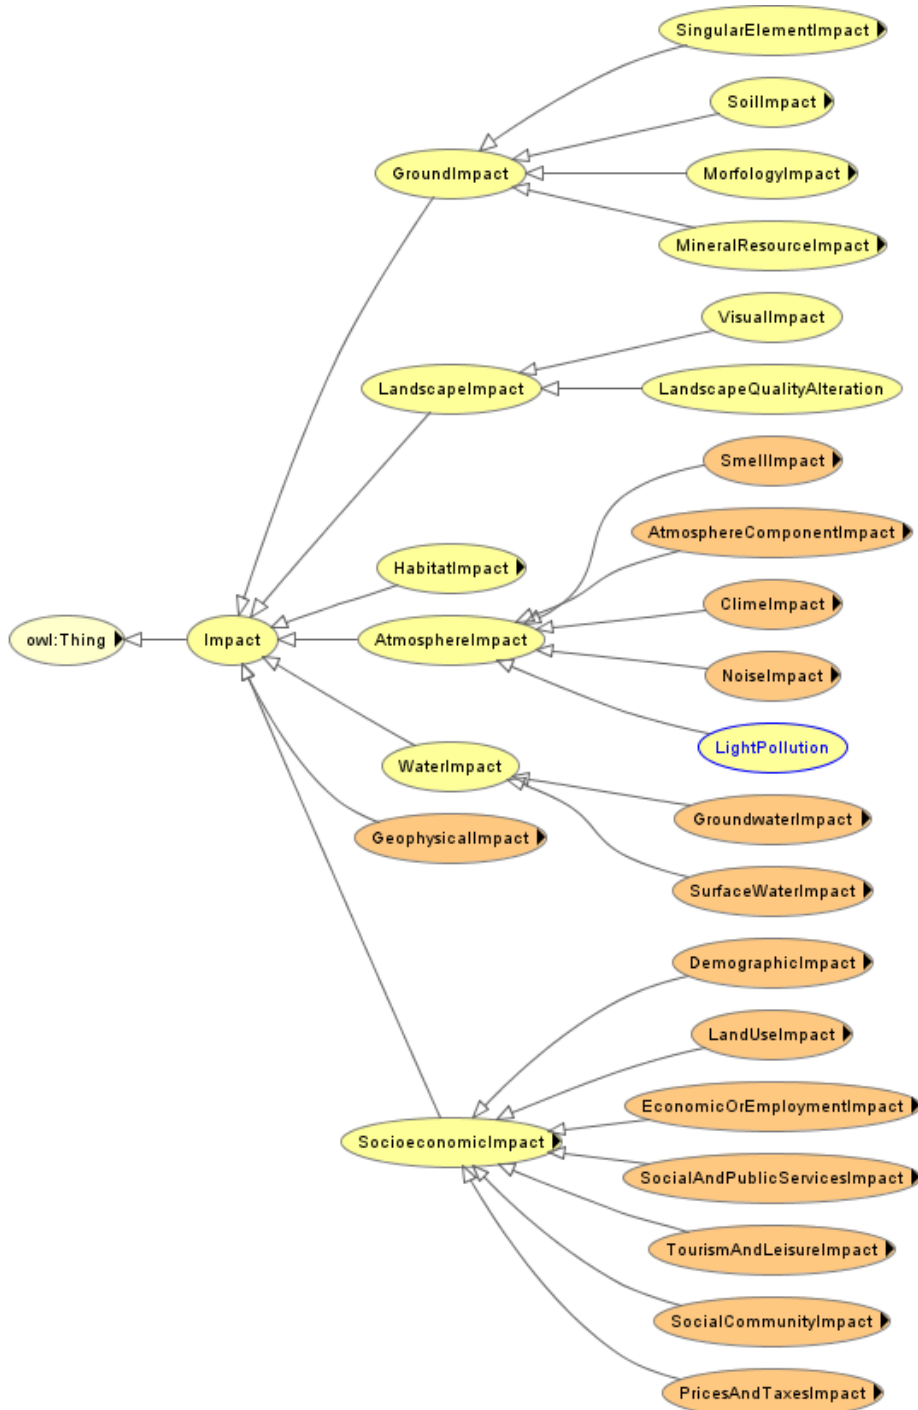 SingularElementImpact
SoilImpact
GroundImpact
MorfologyImpact
MineralResourceImpact
VisualImpact
LandscapeImpact
LandscapeQualityAlteration
SmellImpact
AtmosphereComponentImpact
HabitatImpact
ClimeImpact
owl:Thing
Impact
AtmosphereImpact
NoiseImpact
LightPollution
WaterImpact
GroundwaterImpact
GeophysicalImpact
SurfaceWaterImpact
DemographicImpact
LandUseImpact
EconomicOrEmploymentImpact
SocioeconomicImpact
SocialAndPublicServicesImpact
TourismAndLeisureImpact
SocialCommunityImpact
PricesAndTaxesImpact